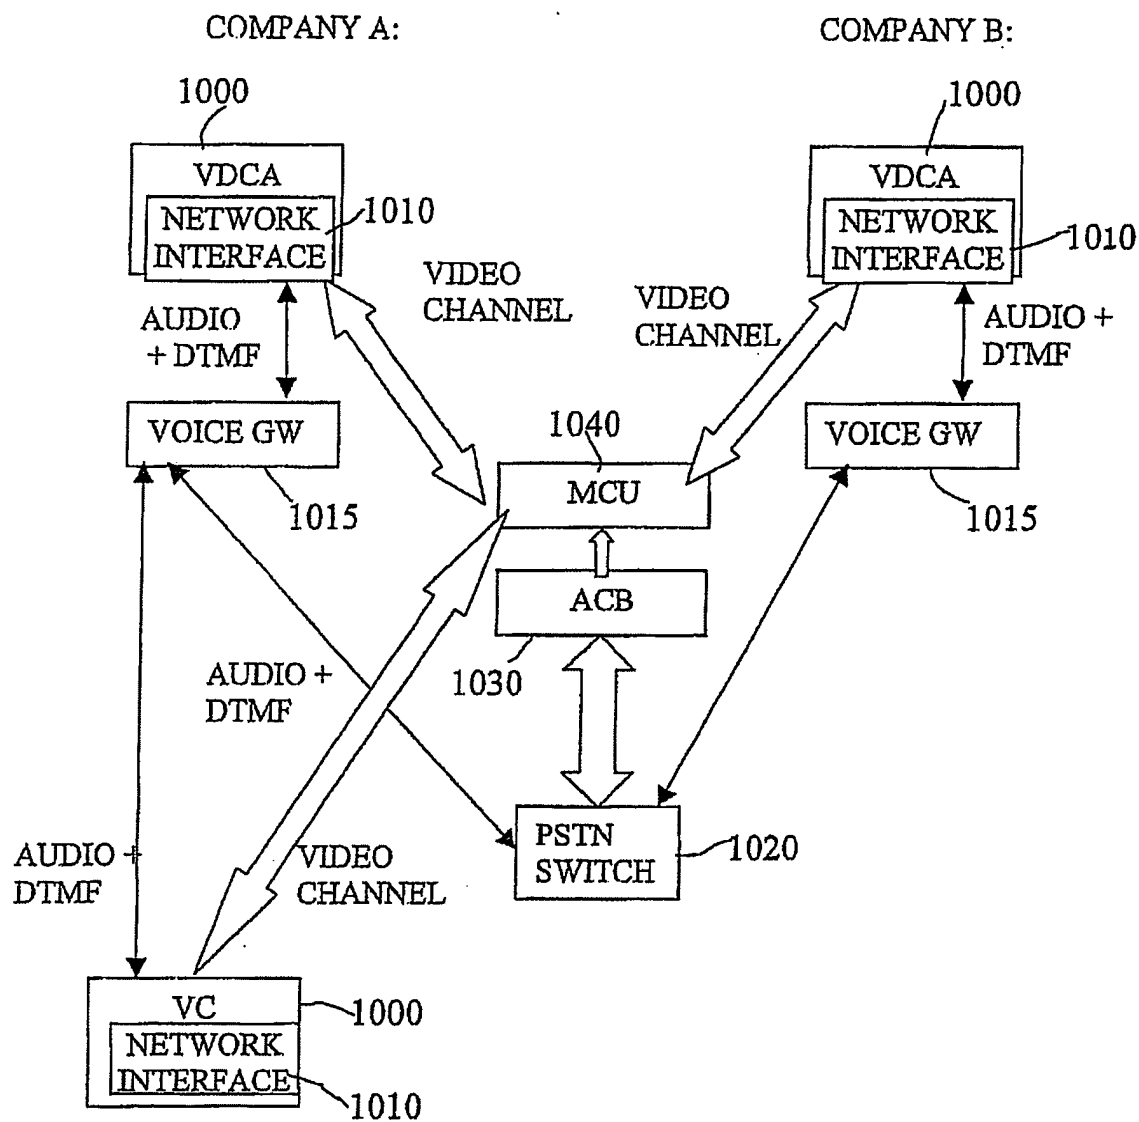 COMPANY A:
COMPANY B:
1000
1000
VDCA
NETWORK
INTERFACE
1010
VDCA
NETWORK
INTERFACE
1010
VIDEO
CHANNEL
VIDEO
CHANNEL
AUDIO
+ DTMF
AUDIO +
DTMF
VOICE GW
1015
1040
MCU
VOICE GW
1015
ACB
1030
AUDIO +
DTMF
PSTN
SWITCH
1020
AUDIO +
DTMF
VIDEO
CHANNEL
VC
1000
NETWORK
INTERFACE
1010